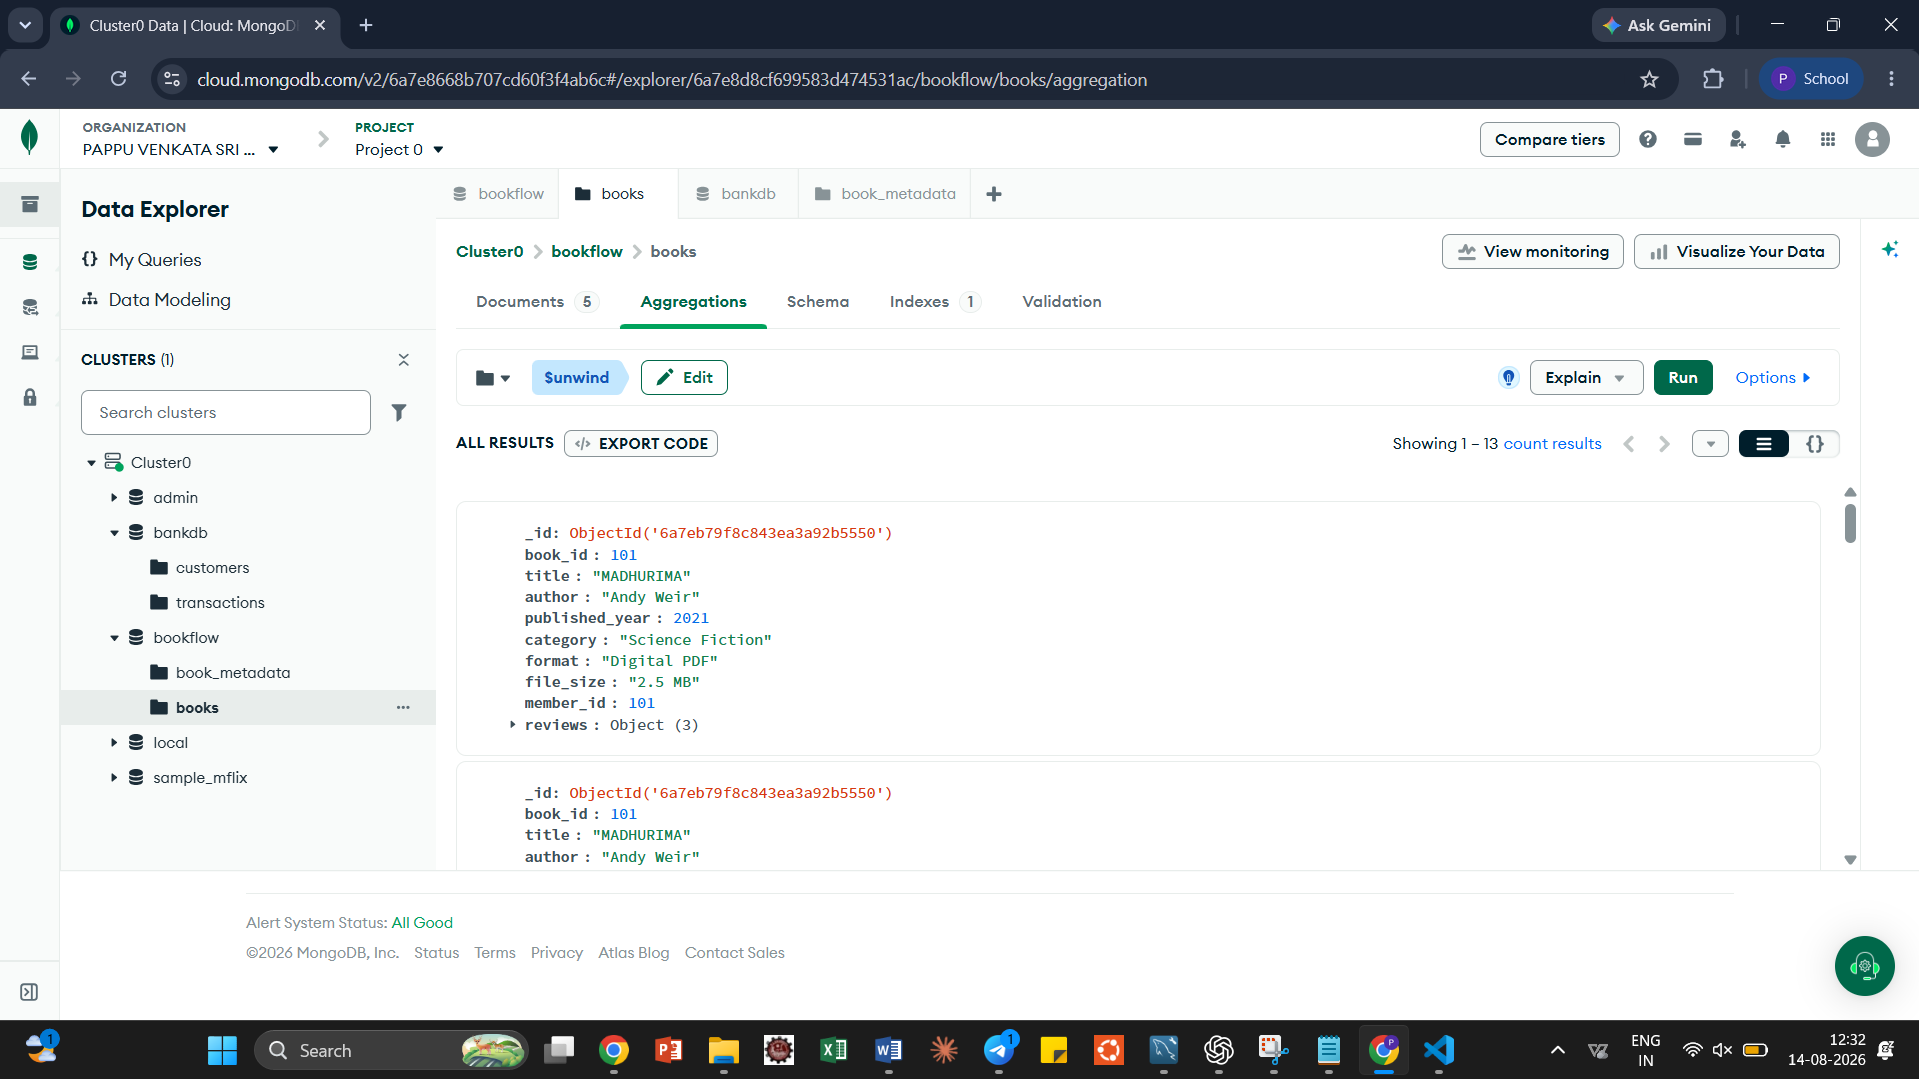 Cluster0 Data | Cloud: MongoD
Ask Gemini
cloud.mongodb.com/v2/6a7e8668b707cd60f3f4ab6c#/explorer/6a7e8d8cf699583d474531ac/bookflow/books/aggregation
P School
ORGANIZATION
PAPPU VENKATA SRI ...
PROJECT
Project 0
Compare tiers
Data Explorer
My Queries
Data Modeling
CLUSTERS (1)
Search clusters
Cluster0
admin
bankdb
customers
transactions
bookflow
book_metadata
books
local
sample_mflix
bookflow
books
bankdb
book_metadata
Cluster0 > bookflow > books
View monitoring
Visualize Your Data
Documents 5
Aggregations
Schema
Indexes 1
Validation
$unwind
Edit
Explain
Run
Options
ALL RESULTS
</> EXPORT CODE
Showing 1 – 13 count results
{}
_id: ObjectId('6a7eb79f8c843ea3a92b5550')
book_id : 101
title : "MADHURIMA"
author : "Andy Weir"
published_year : 2021
category : "Science Fiction"
format : "Digital PDF"
file_size : "2.5 MB"
member_id : 101
reviews : Object (3)
_id: ObjectId('6a7eb79f8c843ea3a92b5550')
book_id : 101
title : "MADHURIMA"
author : "Andy Weir"
Alert System Status: All Good
©2026 MongoDB, Inc. Status Terms Privacy Atlas Blog Contact Sales
1
Search
1
ENG
IN
12:32
14-08-2026